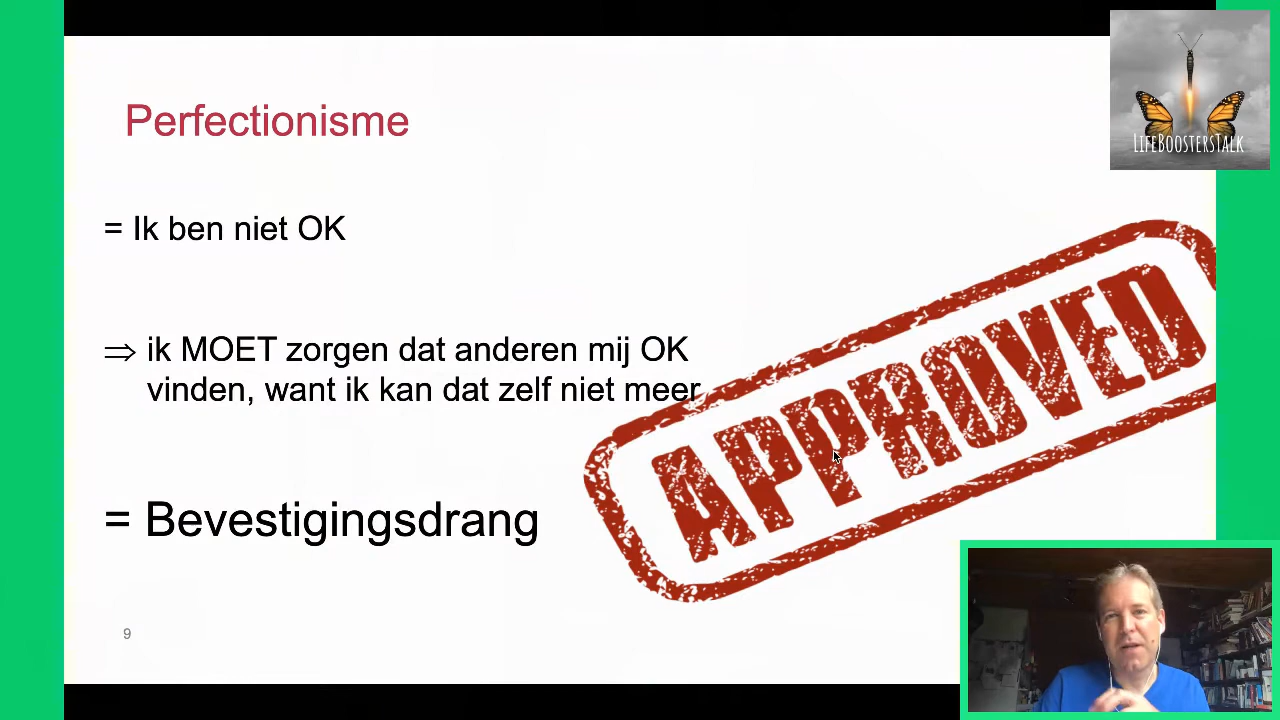 Perfectionisme
= Ik ben niet OK
⇒ ik MOET zorgen dat anderen mij OK
vinden, want ik kan dat zelf niet meer
= Bevestigingsdrang
APPROVED
9
LIFEBOOSTERSTALK